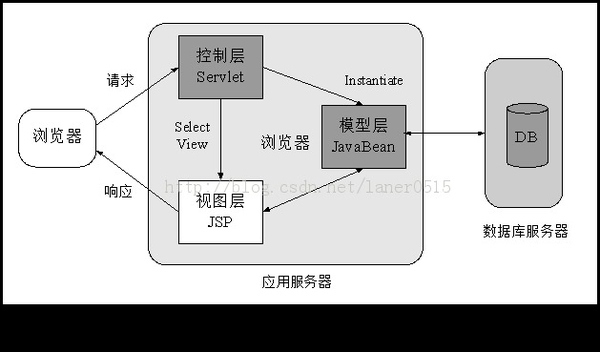 控制层
Servlet
请求
Instantiate
浏览器
Select
View
浏览器
模型层
JavaBean
DB
http://blog.csdn.net/laner0515
响应
视图层
JSP
数据库服务器
应用服务器